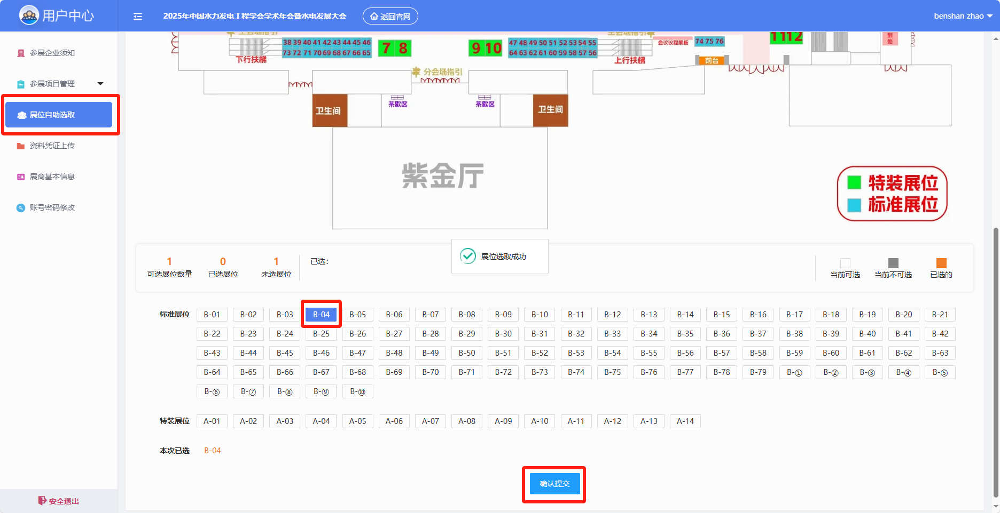 用户中心
2025年中国水力发电工程学会学术年会暨水电发展大会
返回官网
benshan zhao
参展企业须知
参展项目管理
展位自助选取
资料凭证上传
展商基本信息
账号密码修改
安全退出
主会场指引
主会场指引
38 39 40 41 42 43 44 45 46
73 72 71 70 69 68 67 66 65
7 8
9 10
47 48 49 50 51 52 53 54 55
64 63 62 61 60 59 58 57 56
会议议程展板
74 75 76
11 12
到处
下行扶梯
上行扶梯
前台
分会场指引
茶歇区
茶歇区
卫生间
卫生间
紫金厅
特装展位
标准展位
1
可选展位数量
0
已选展位
1
未选展位
已选：
展位选取成功
当前可选
当前不可选
已选的
标准展位 B-01 B-02 B-03 B-04 B-05 B-06 B-07 B-08 B-09 B-10 B-11 B-12 B-13 B-14 B-15 B-16 B-17 B-18 B-19 B-20 B-21
B-22 B-23 B-24 B-25 B-26 B-27 B-28 B-29 B-30 B-31 B-32 B-33 B-34 B-35 B-36 B-37 B-38 B-39 B-40 B-41 B-42
B-43 B-44 B-45 B-46 B-47 B-48 B-49 B-50 B-51 B-52 B-53 B-54 B-55 B-56 B-57 B-58 B-59 B-60 B-61 B-62 B-63
B-64 B-65 B-66 B-67 B-68 B-69 B-70 B-71 B-72 B-73 B-74 B-75 B-76 B-77 B-78 B-79 B-① B-② B-③ B-④ B-⑤
B-⑥ B-⑦ B-⑧ B-⑨ B-⑩
特装展位 A-01 A-02 A-03 A-04 A-05 A-06 A-07 A-08 A-09 A-10 A-11 A-12 A-13 A-14
本次已选 B-04
确认提交